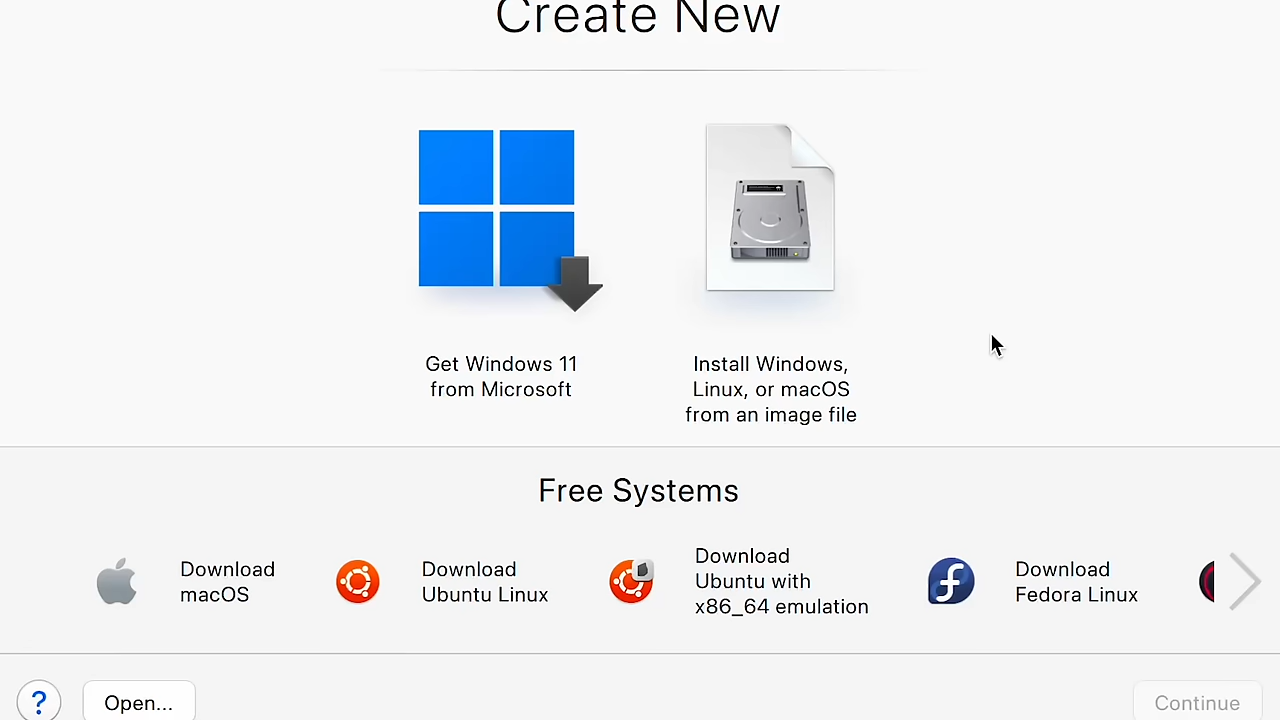 Create New
Get Windows 11
from Microsoft
Install Windows,
Linux, or macOS
from an image file
Free Systems
Download
macOS
Download
Ubuntu Linux
Download
Ubuntu with
x86_64 emulation
Download
Fedora Linux
?
Open...
Continue